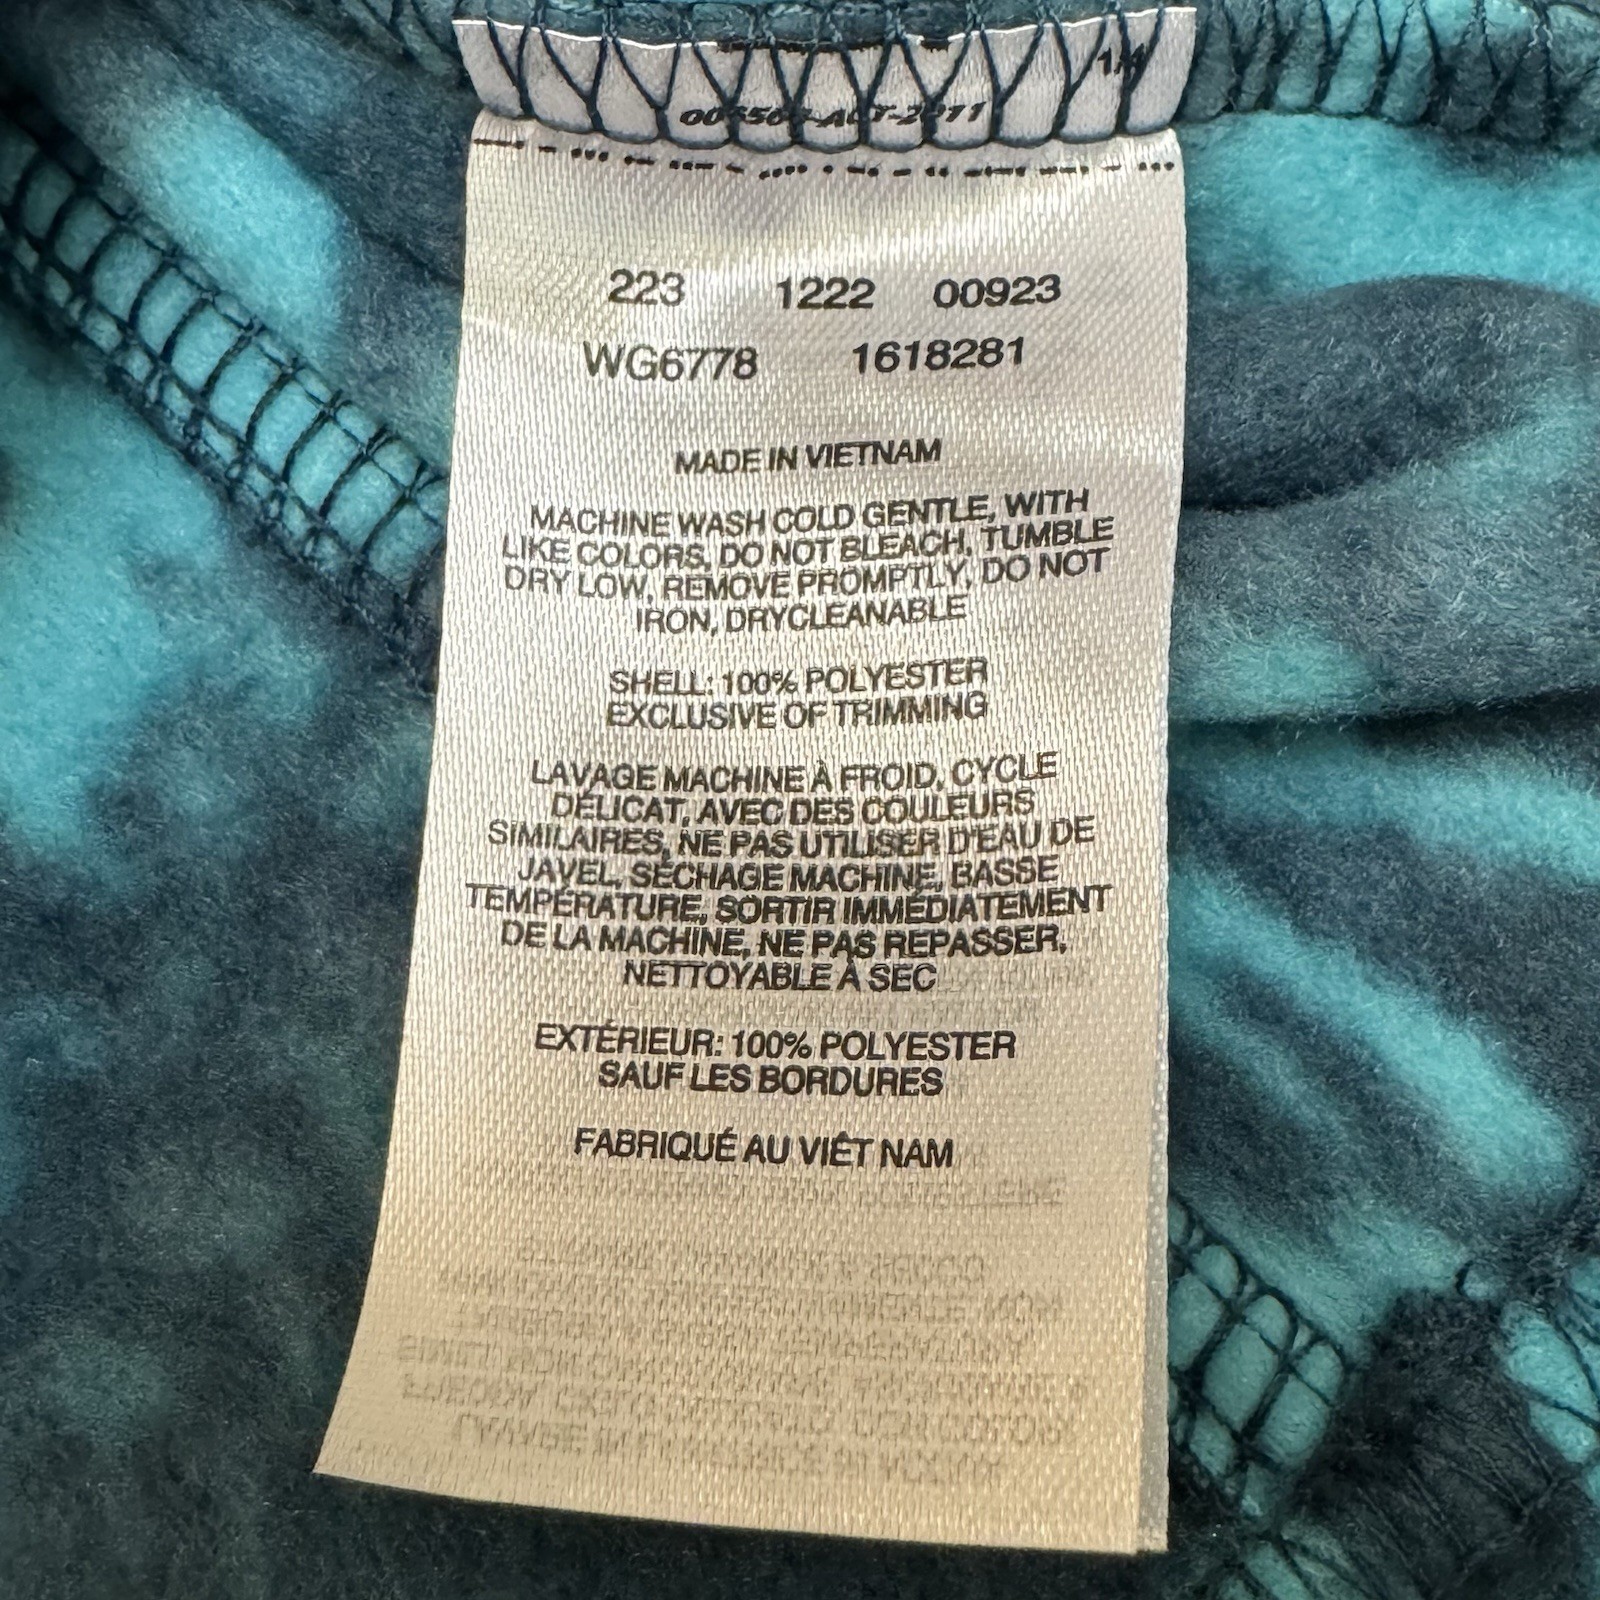 1/4
223 1222 00923
WG6778 1618281
MADE IN VIETNAM
MACHINE WASH COLD GENTLE, WITH
LIKE COLORS, DO NOT BLEACH, TUMBLE
DRY LOW, REMOVE PROMPTLY, DO NOT
IRON, DRYCLEANABLE
SHELL: 100% POLYESTER
EXCLUSIVE OF TRIMMING
LAVAGE MACHINE À FROID, CYCLE
DÉLICAT, AVEC DES COULEURS
SIMILAIRES, NE PAS UTILISER D'EAU DE
JAVEL, SÉCHAGE MACHINE, BASSE
TEMPÉRATURE, SORTIR IMMÉDIATEMENT
DE LA MACHINE, NE PAS REPASSER,
NETTOYABLE À SEC
EXTÉRIEUR: 100% POLYESTER
SAUF LES BORDURES
FABRIQUÉ AU VIÊT NAM